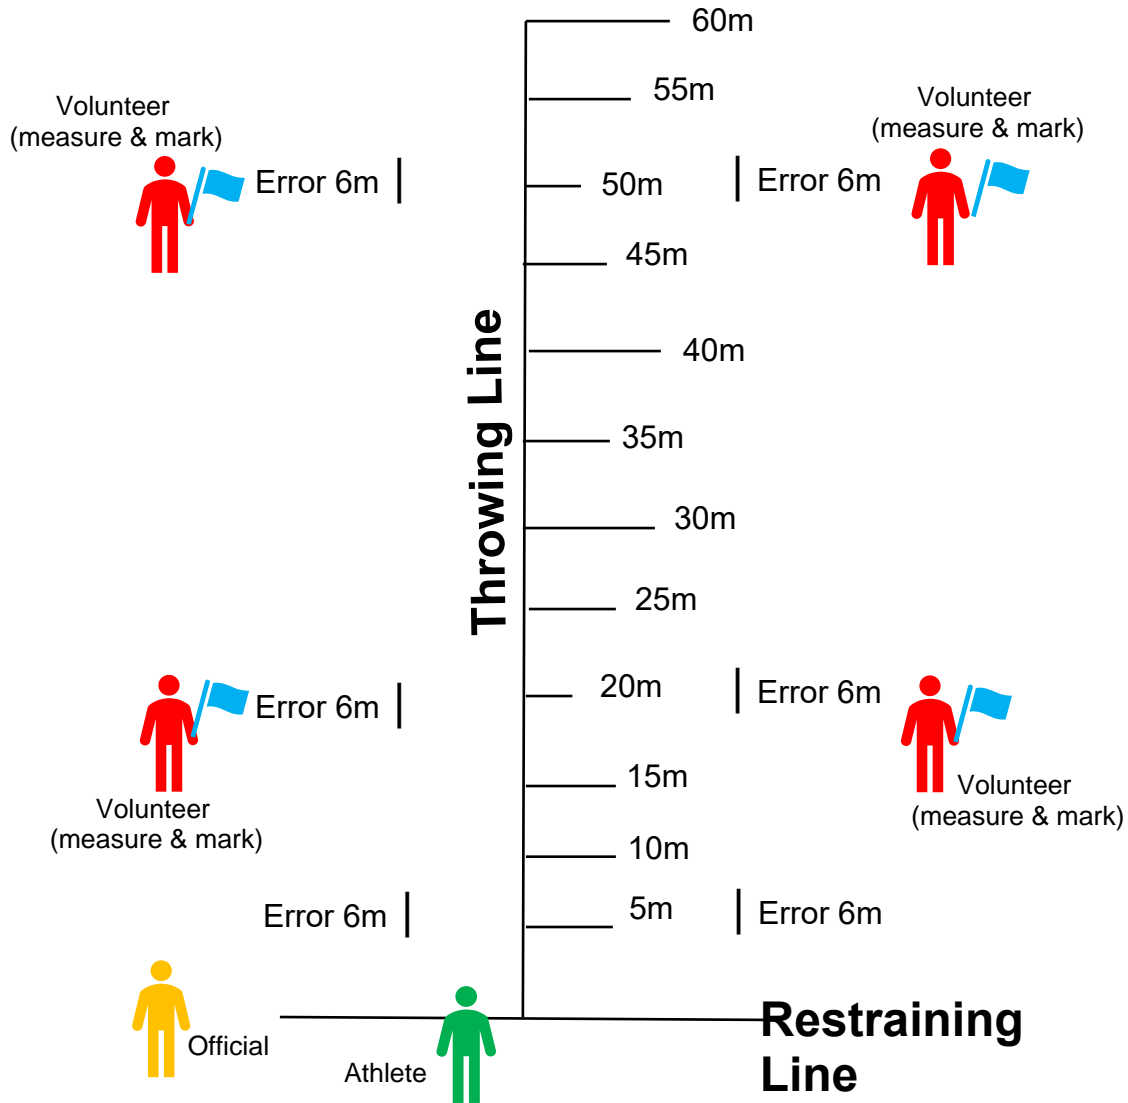 60m
55m
Volunteer
(measure & mark)
Volunteer
(measure & mark)
Error 6m
50m
Error 6m
45m
Throwing Line
40m
35m
30m
25m
Error 6m
20m
Error 6m
15m
Volunteer
(measure & mark)
Volunteer
(measure & mark)
10m
Error 6m
5m
Error 6m
Official
Athlete
Restraining
Line